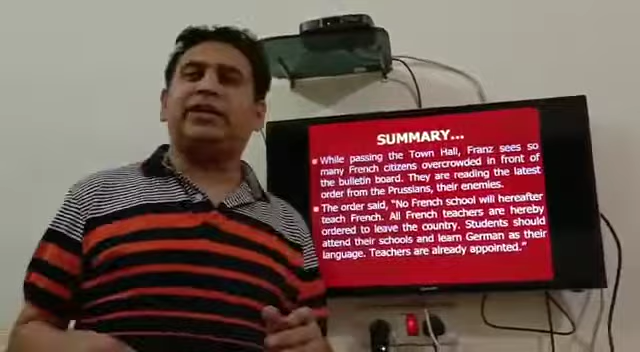 SUMMARY...
While passing the Town Hall, Franz sees so
many French citizens overcrowded in front of
the bulletin board. They are reading the latest
order from the Prussians, their enemies.
The order said, "No French school will hereafter
teach French. All French teachers are hereby
ordered to leave the country. Students should
attend their schools and learn German as their
language. Teachers are already appointed."